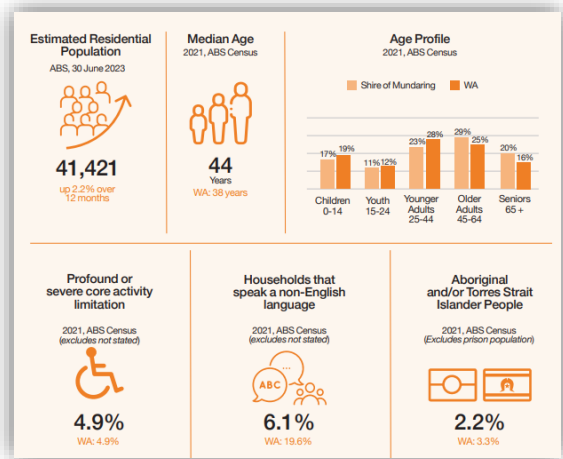 Estimated Residential
Population
ABS, 30 June 2023
41,421
up 2.2% over
12 months
Median Age
2021, ABS Census
44
Years
WA: 38 years
Age Profile
2021, ABS Census
Shire of Mundaring
WA
17%
19%
11%
12%
23%
28%
29%
25%
20%
16%
Children
0-14
Youth
15-24
Younger
Adults
25-44
Older
Adults
45-64
Seniors
65 +
Profound or
severe core activity
limitation
2021, ABS Census
(excludes not stated)
4.9%
WA: 4.9%
Households that
speak a non-English
language
2021, ABS Census
(excludes not stated)
...
ABC
6.1%
WA: 19.6%
Aboriginal
and/or Torres Strait
Islander People
2021, ABS Census
(Excludes prison population)
2.2%
WA: 3.3%